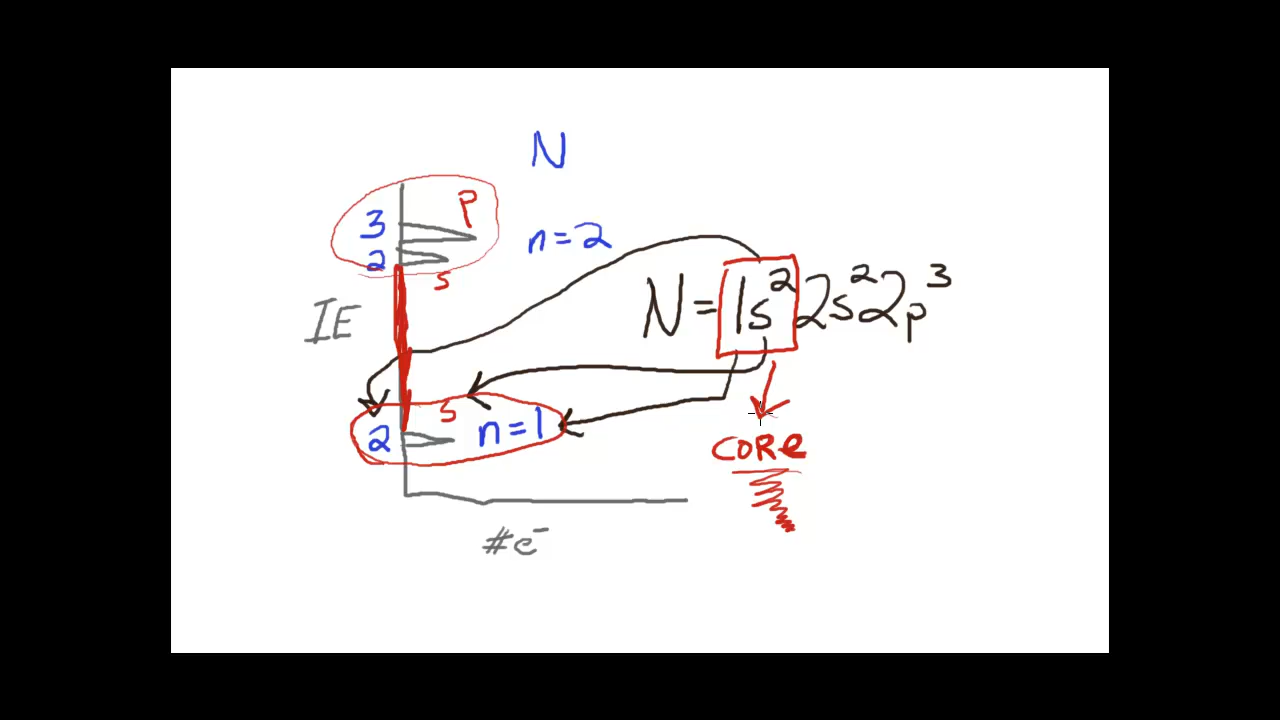 N
3 p
n=2
2 s
N = 1s²2s²2p³
IE
s
2 n=1
CORe
#e⁻